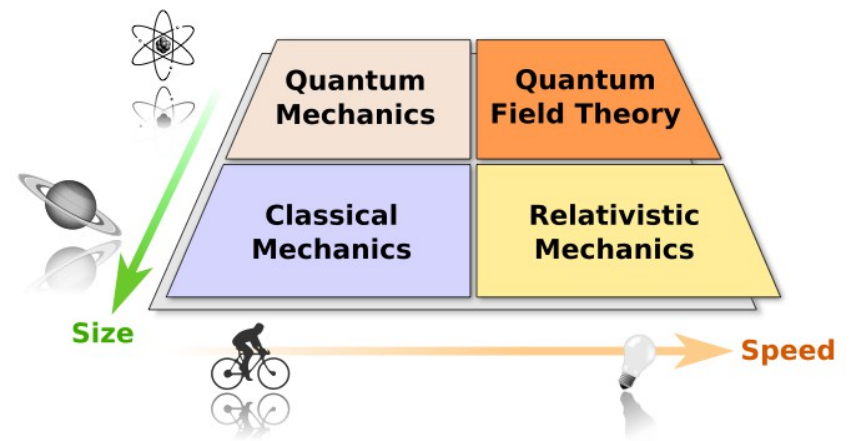 Quantum
Mechanics
Quantum
Field Theory
Classical
Mechanics
Relativistic
Mechanics
Size
Speed